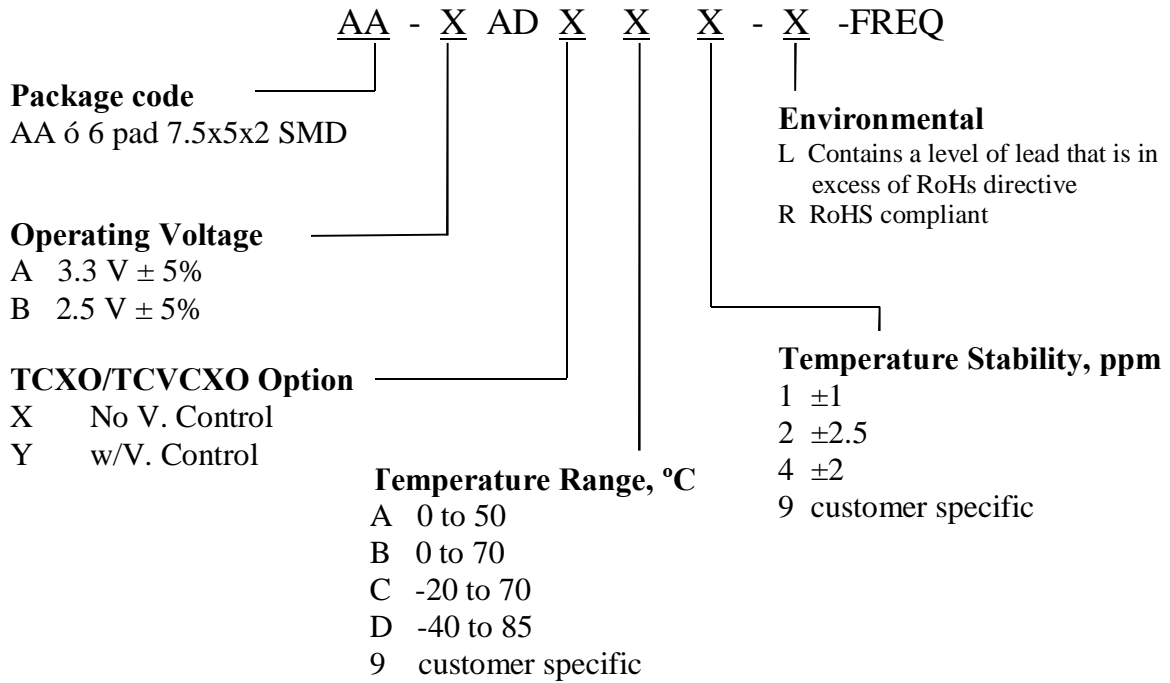 AA - X AD X X X - X -FREQ
Package code
AA ó 6 pad 7.5x5x2 SMD
Operating Voltage
A 3.3 V ± 5%
B 2.5 V ± 5%
TCXO/TCVCXO Option
X No V. Control
Y w/V. Control
Temperature Range, ºC
A 0 to 50
B 0 to 70
C -20 to 70
D -40 to 85
9 customer specific
Environmental
L Contains a level of lead that is in
excess of RoHs directive
R RoHS compliant
Temperature Stability, ppm
1 ±1
2 ±2.5
4 ±2
9 customer specific